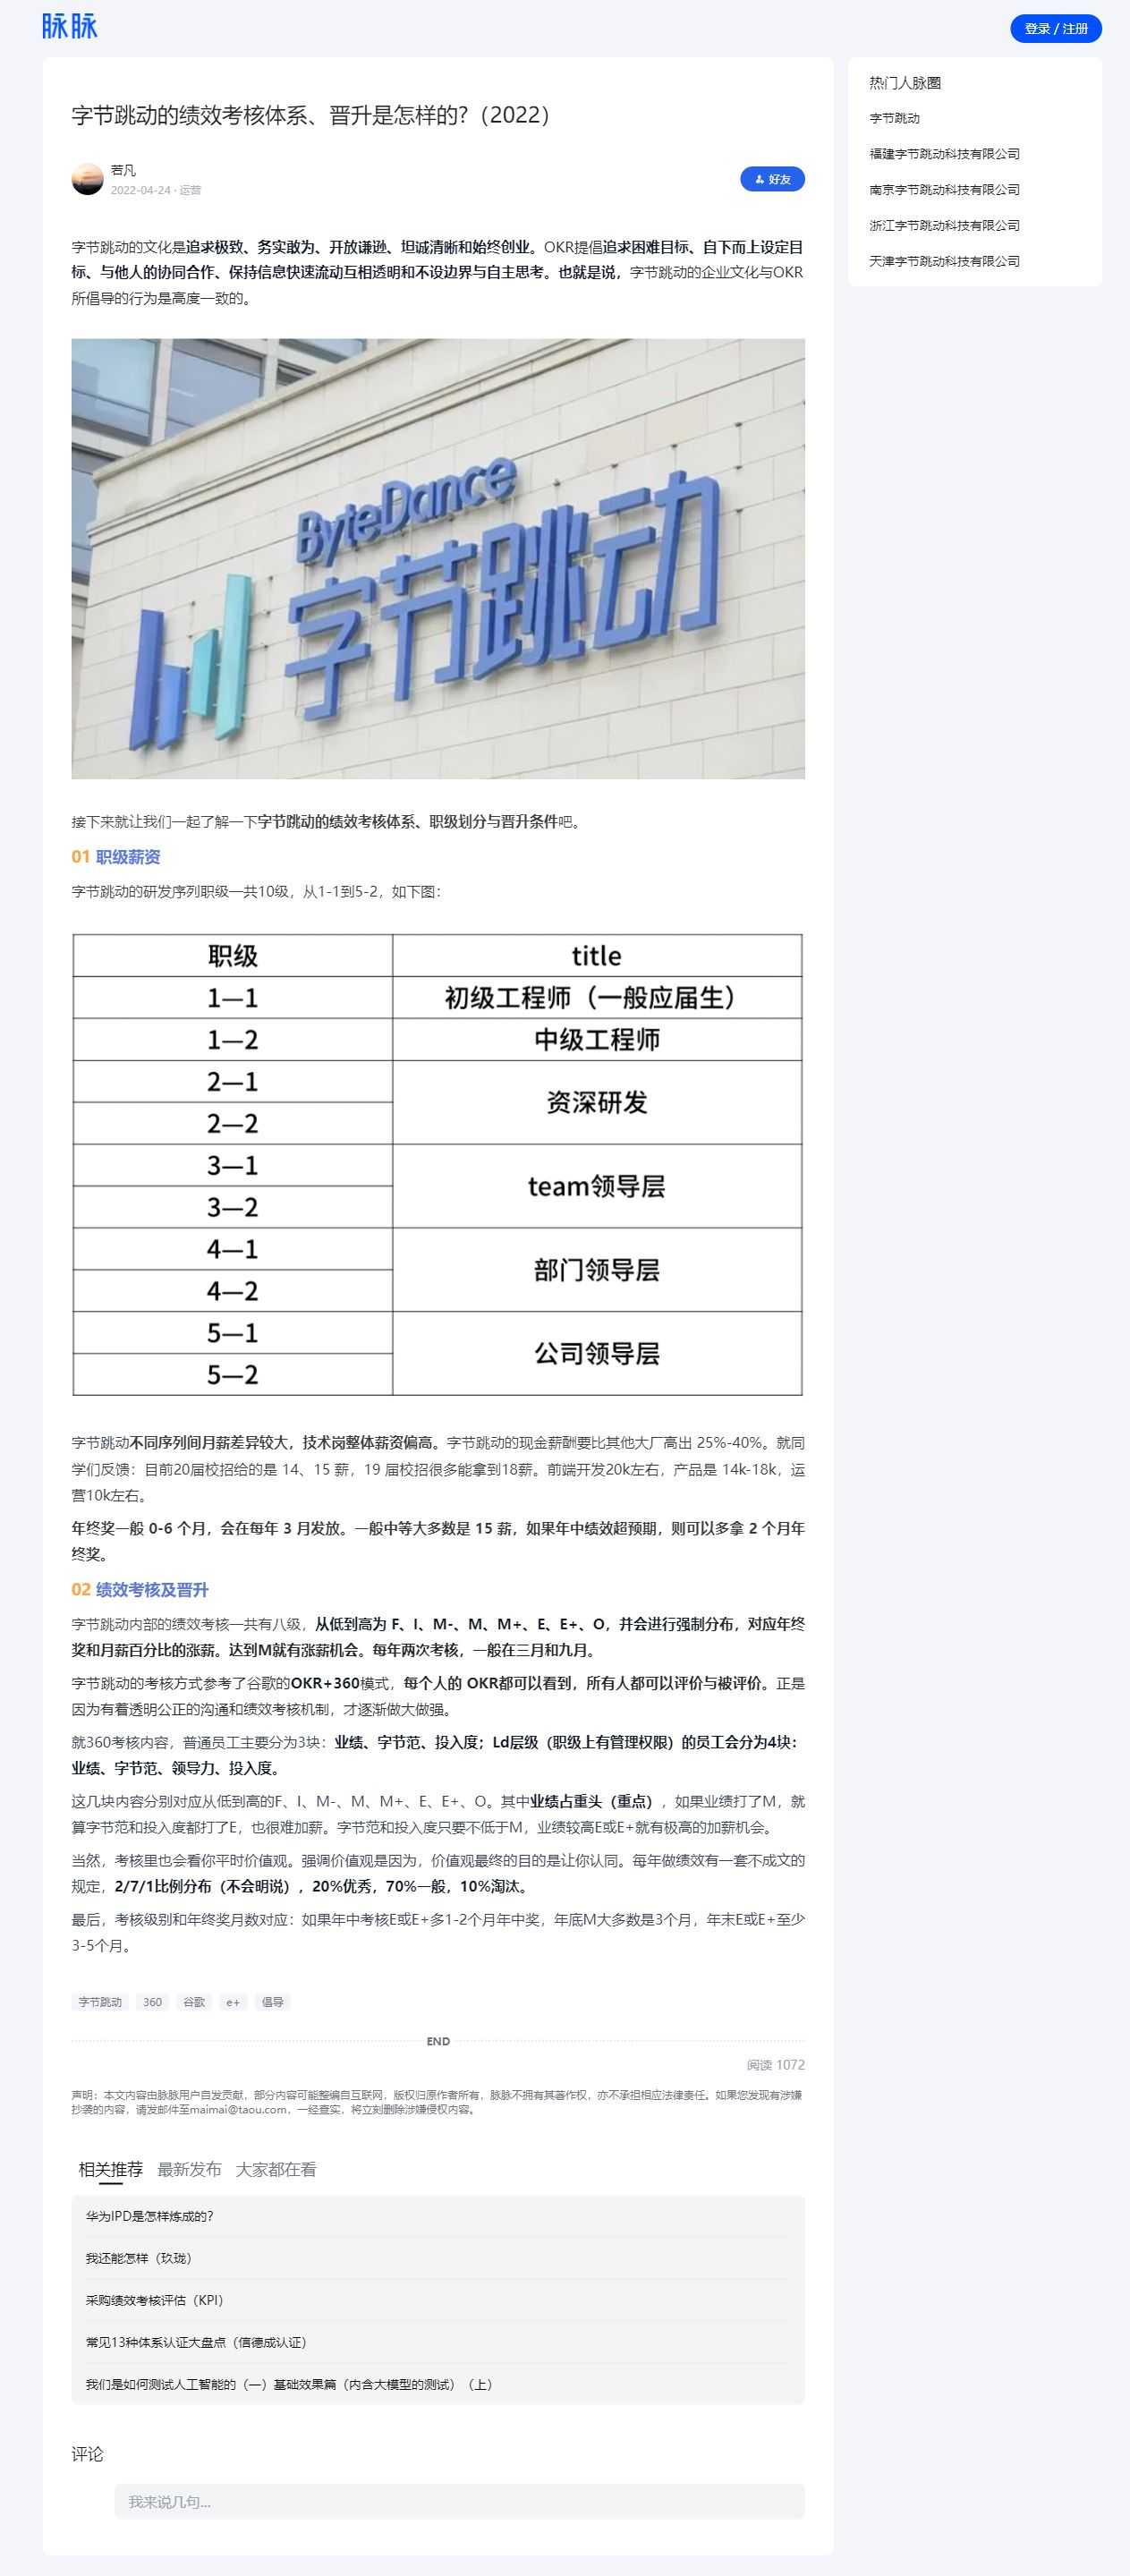 脉脉
登录 / 注册
字节跳动的绩效考核体系、晋升是怎样的?（2022）
若凡
2022-04-24 · 运营
好友
字节跳动的文化是追求极致、务实敢为、开放谦逊、坦诚清晰和始终创业。OKR提倡追求困难目标、自下而上设定目
标、与他人的协同合作、保持信息快速流动互相透明和不设边界与自主思考。也就是说，字节跳动的企业文化与OKR
所倡导的行为是高度一致的。
ByteDance
字节跳动
接下来就让我们一起了解一下字节跳动的绩效考核体系、职级划分与晋升条件吧。
01 职级薪资
字节跳动的研发序列职级一共10级，从1-1到5-2，如下图：
职级 title
1—1 初级工程师（一般应届生）
1—2 中级工程师
2—1 资深研发
2—2
3—1 team领导层
3—2
4—1 部门领导层
4—2
5—1 公司领导层
5—2
字节跳动不同序列间月薪差异较大，技术岗整体薪资偏高。字节跳动的现金薪酬要比其他大厂高出 25%-40%。就同
学们反馈：目前20届校招给的是 14、15 薪，19 届校招很多能拿到18薪。前端开发20k左右，产品是 14k-18k，运
营10k左右。
年终奖一般 0-6 个月，会在每年 3 月发放。一般中等大多数是 15 薪，如果年中绩效超预期，则可以多拿 2 个月年
终奖。
02 绩效考核及晋升
字节跳动内部的绩效考核一共有八级，从低到高为 F、I、M-、M、M+、E、E+、O，并会进行强制分布，对应年终
奖和月薪百分比的涨薪。达到M就有涨薪机会。每年两次考核，一般在三月和九月。
字节跳动的考核方式参考了谷歌的OKR+360模式，每个人的 OKR都可以看到，所有人都可以评价与被评价。正是
因为有着透明公正的沟通和绩效考核机制，才逐渐做大做强。
就360考核内容，普通员工主要分为3块：业绩、字节范、投入度；Ld层级（职级上有管理权限）的员工会分为4块：
业绩、字节范、领导力、投入度。
这几块内容分别对应从低到高的F、I、M-、M、M+、E、E+、O。其中业绩占重头（重点），如果业绩打了M，就
算字节范和投入度都打了E，也很难加薪。字节范和投入度只要不低于M，业绩较高E或E+就有极高的加薪机会。
当然，考核里也会看你平时价值观。强调价值观是因为，价值观最终的目的是让你认同。每年做绩效有一套不成文的
规定，2/7/1比例分布（不会明说），20%优秀，70%一般，10%淘汰。
最后，考核级别和年终奖月数对应：如果年中考核E或E+多1-2个月年中奖，年底M大多数是3个月，年末E或E+至少
3-5个月。
字节跳动 360 谷歌 e+ 倡导
END
阅读 1072
声明：本文内容由脉脉用户自发贡献，部分内容可能整编自互联网，版权归原作者所有，脉脉不拥有其著作权，亦不承担相应法律责任。如果您发现有涉嫌
抄袭的内容，请发邮件至maimai@taou.com，一经查实，将立刻删除涉嫌侵权内容。
相关推荐 最新发布 大家都在看
华为IPD是怎样炼成的?
我还能怎样（玖珑）
采购绩效考核评估（KPI）
常见13种体系认证大盘点（信德成认证）
我们是如何测试人工智能的（一）基础效果篇（内含大模型的测试）（上）
评论
我来说几句...
热门人脉圈
字节跳动
福建字节跳动科技有限公司
南京字节跳动科技有限公司
浙江字节跳动科技有限公司
天津字节跳动科技有限公司